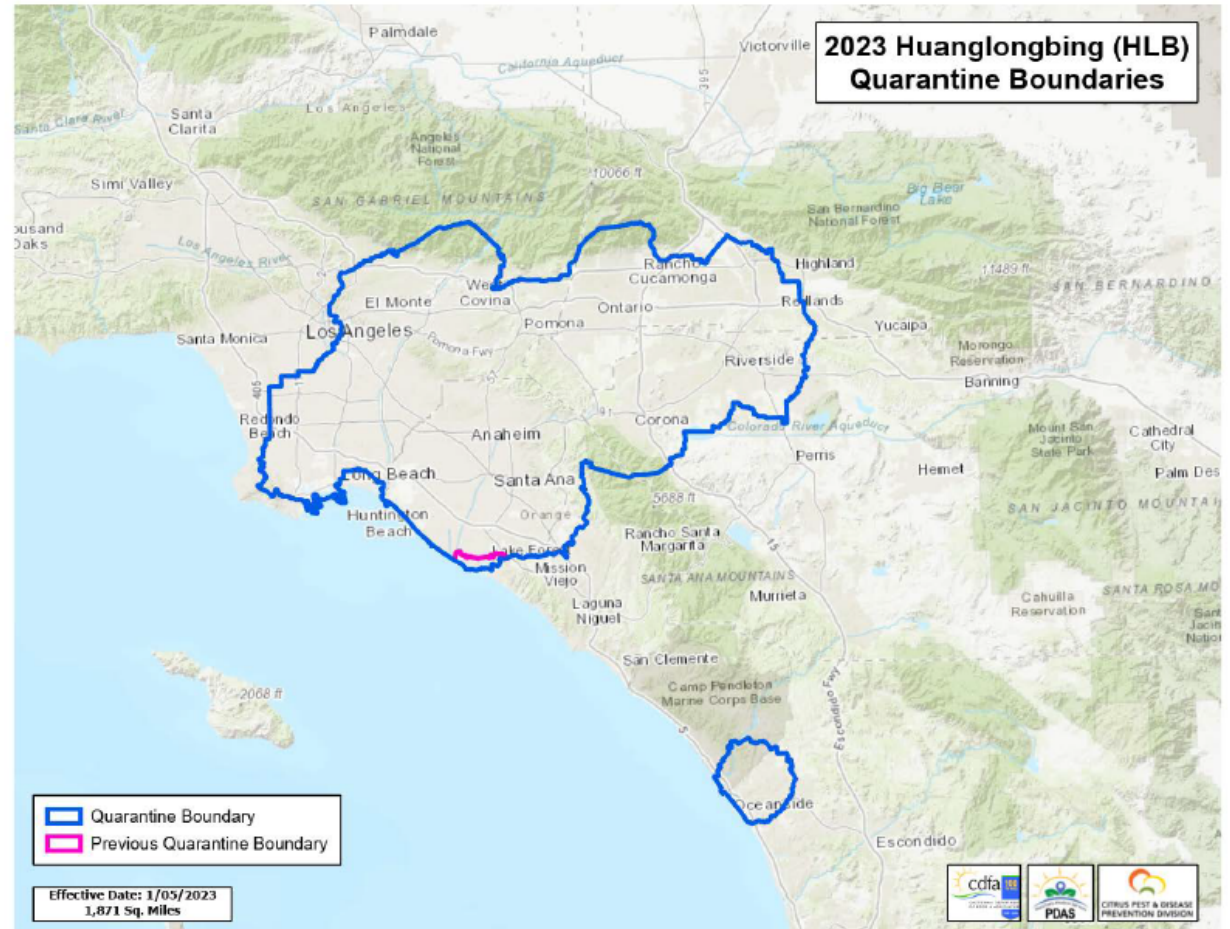 2023 Huanglongbing (HLB)
Quarantine Boundaries
Palmdale
Victorville
California Aqueduct
395
Santa
Clarita
Santa Clara River
Los Angeles
Angeles
National
Forest
10066 ft
Simi Valley
SAN GABRIEL MOUNTAINS
Big Bear
Lake
San Bernardino
National Forest
ousand
Oaks
Los Angeles River
Rancho
Cucamonga
Highland
11489 ft
SAN BERNARDINO
El Monte
West
Covina
Ontario
Redlands
Los Angeles
Pomona
Yucaipa
Santa Monica
Pomona Fwy
Morongo
Reservation
Riverside
Banning
405
57
Redondo
Beach
91
Corona
Colorado River Aqueduct
Mount San
Jacinto
State Park
Cathedral
City
Anaheim
Perris
Hemet
Palm Des
Long Beach
Santa Ana
5688 ft
SAN JACINTO MOUNTAI
Huntington
Beach
Orange
Rancho Santa
Margarita
15
Lake Forest
Mission
Viejo
SANTA ANA MOUNTAINS
Murrieta
Cahuilla
Reservation
SANTA ROSA MO
Sant
Jacin
Natio
Laguna
Niguel
San Clemente
Camp Pendleton
Marine Corps Base
Escondido Fwy
2068 ft
5
Oceanside
Escondido
Quarantine Boundary
Previous Quarantine Boundary
Effective Date: 1/05/2023
1,871 Sq. Miles
cdfa
PDAS
CITRUS PEST & DISEASE
PREVENTION DIVISION